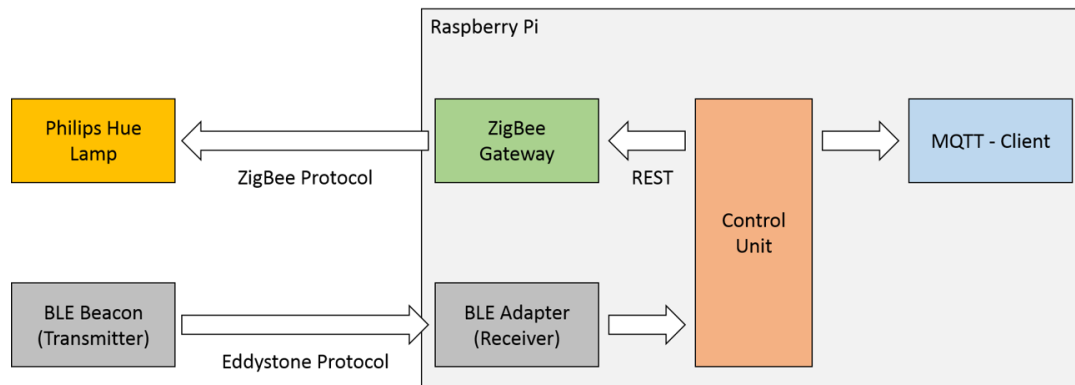 Raspberry Pi
Philips Hue
Lamp
ZigBee
Gateway
MQTT - Client
ZigBee Protocol
REST
Control
Unit
BLE Beacon
(Transmitter)
BLE Adapter
(Receiver)
Eddystone Protocol